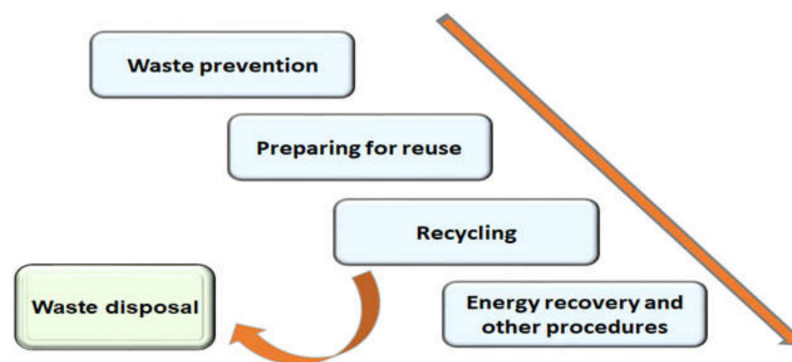 Waste prevention
Preparing for reuse
Recycling
Waste disposal
Energy recovery and
other procedures